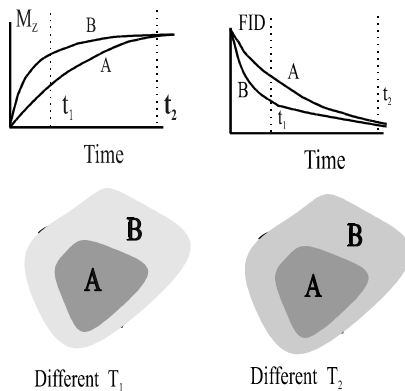 M_Z
B
A
t_1
t_2
Time
FID
A
B
t_1
t_2
Time
B
A
Different T_1
B
A
Different T_2